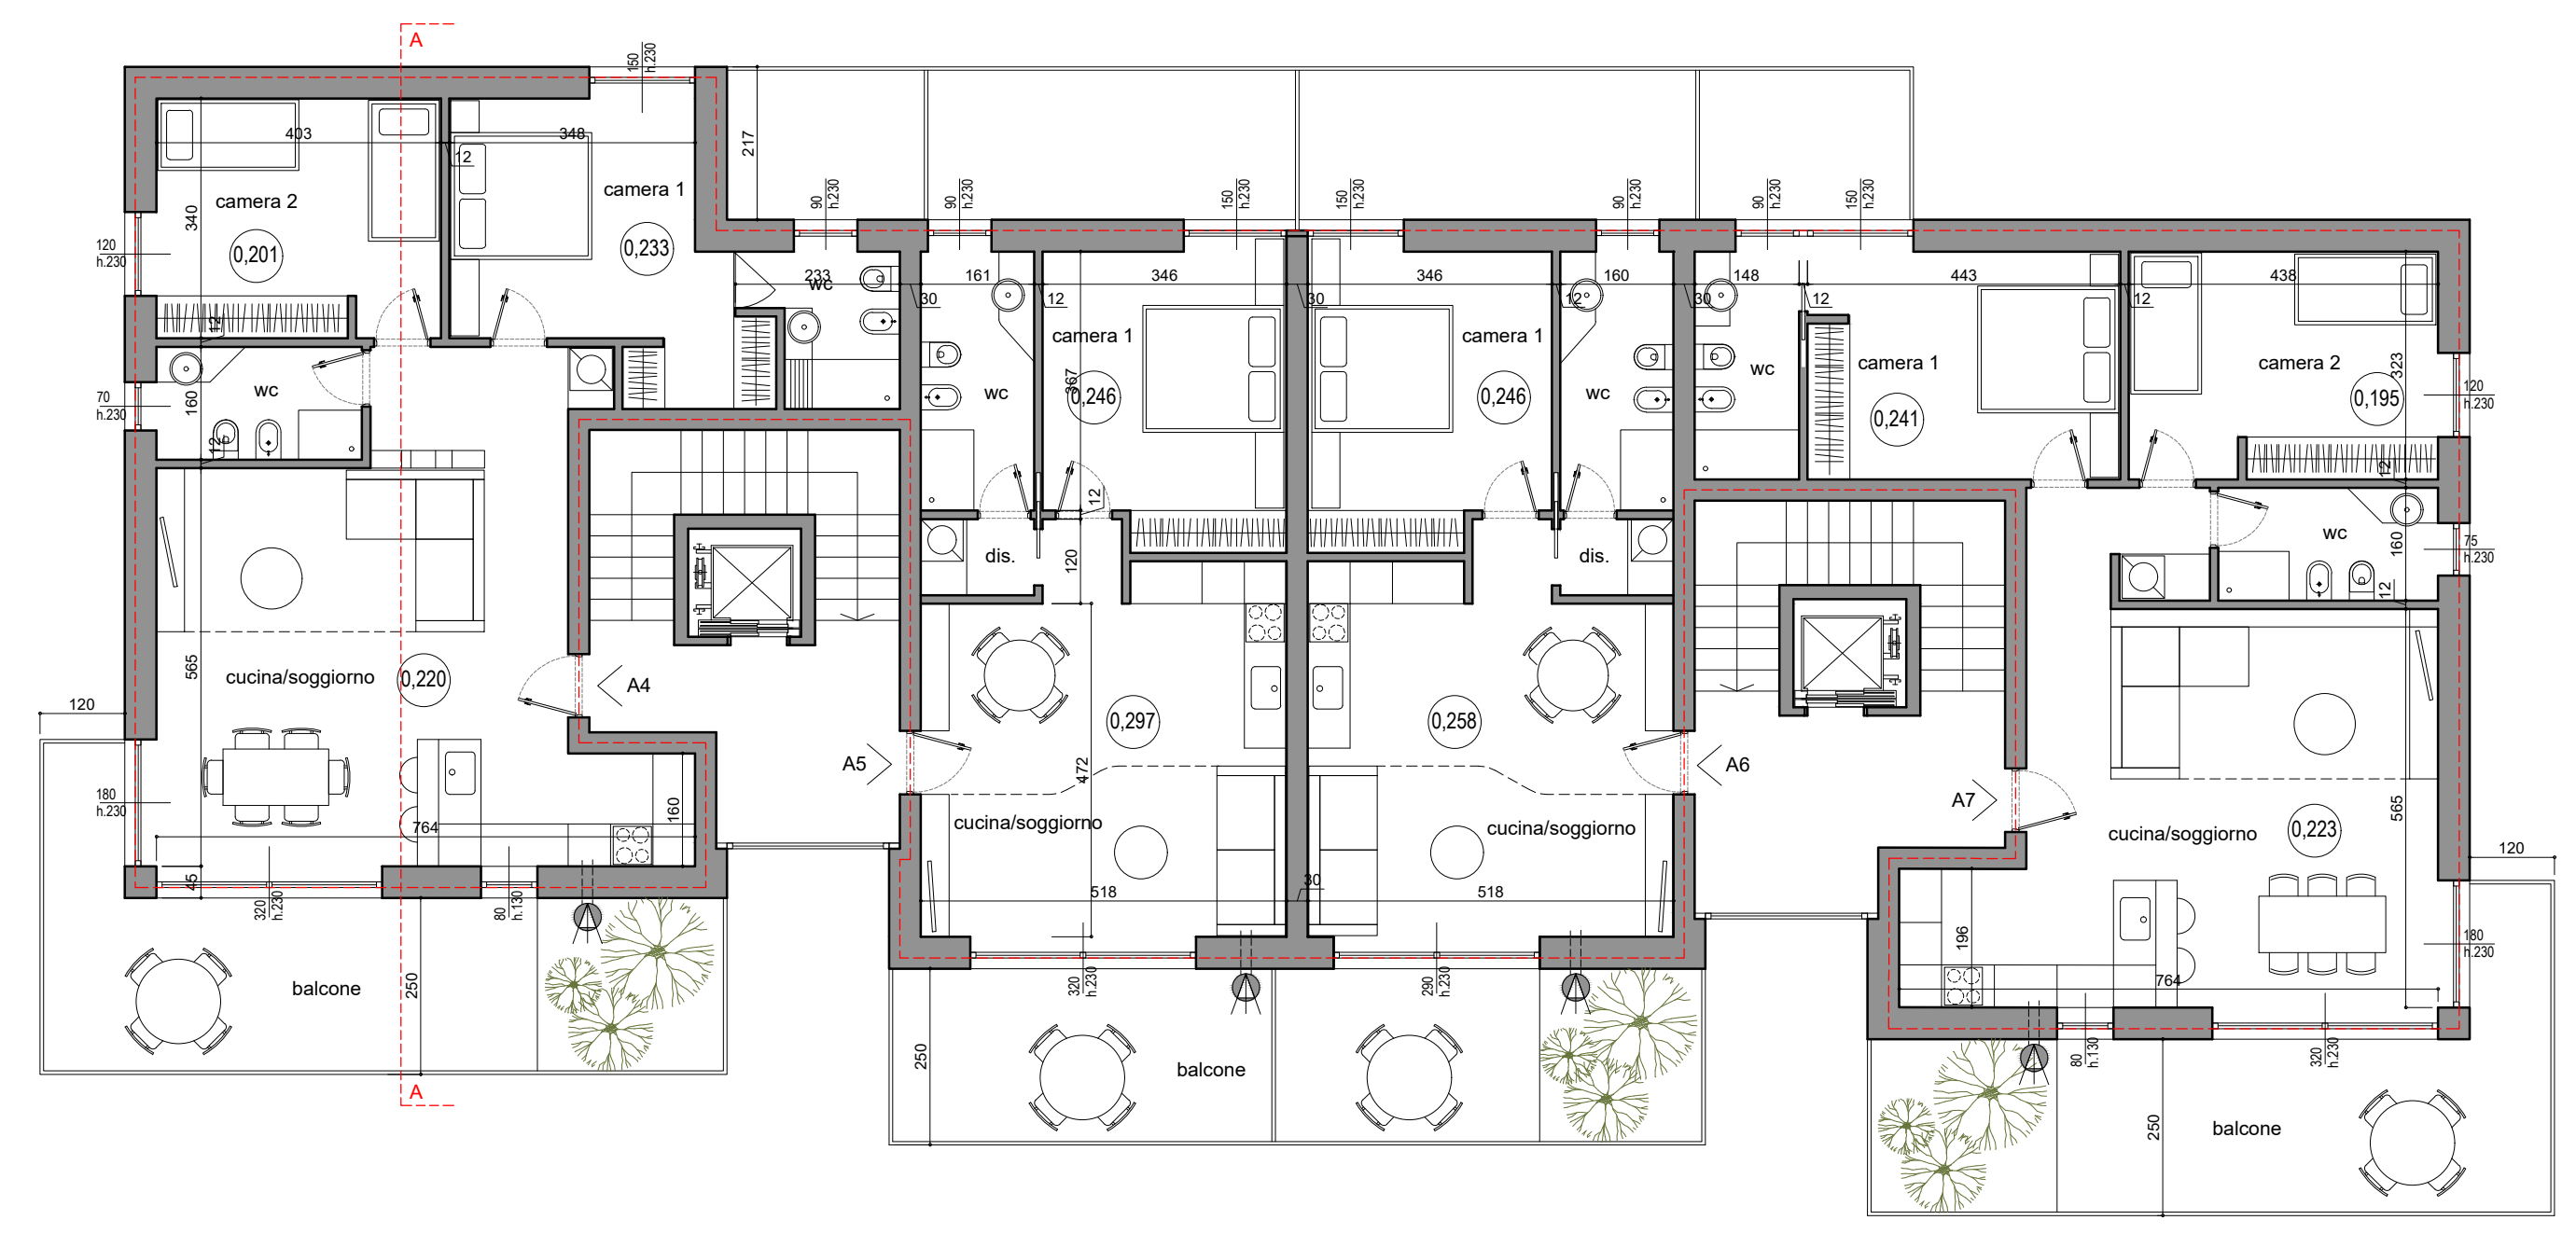 A
150
h.230
403
348
12
217
camera 2
camera 1
340
0,201
0,233
120
h.230
12
70
h.230
160
wc
12
90
h.230
233
wc
30
90
h.230
150
h.230
161
12
346
camera 1
367
0,246
wc
12
dis.
120
150
h.230
90
h.230
30
346
12
160
camera 1
0,246
wc
dis.
90
h.230
150
h.230
30
148
12
443
12
438
wc
camera 1
0,241
camera 2
0,195
323
120
h.230
12
wc
160
75
h.230
12
565
cucina/soggiorno
0,220
A4
120
180
h.230
764
160
45
320
h.230
80
h.130
balcone
250
A
A5
0,297
472
cucina/soggiorno
518
30
320
h.230
250
balcone
0,258
A6
cucina/soggiorno
518
290
h.230
A7
cucina/soggiorno
0,223
565
120
180
h.230
196
764
80
h.130
320
h.230
250
balcone